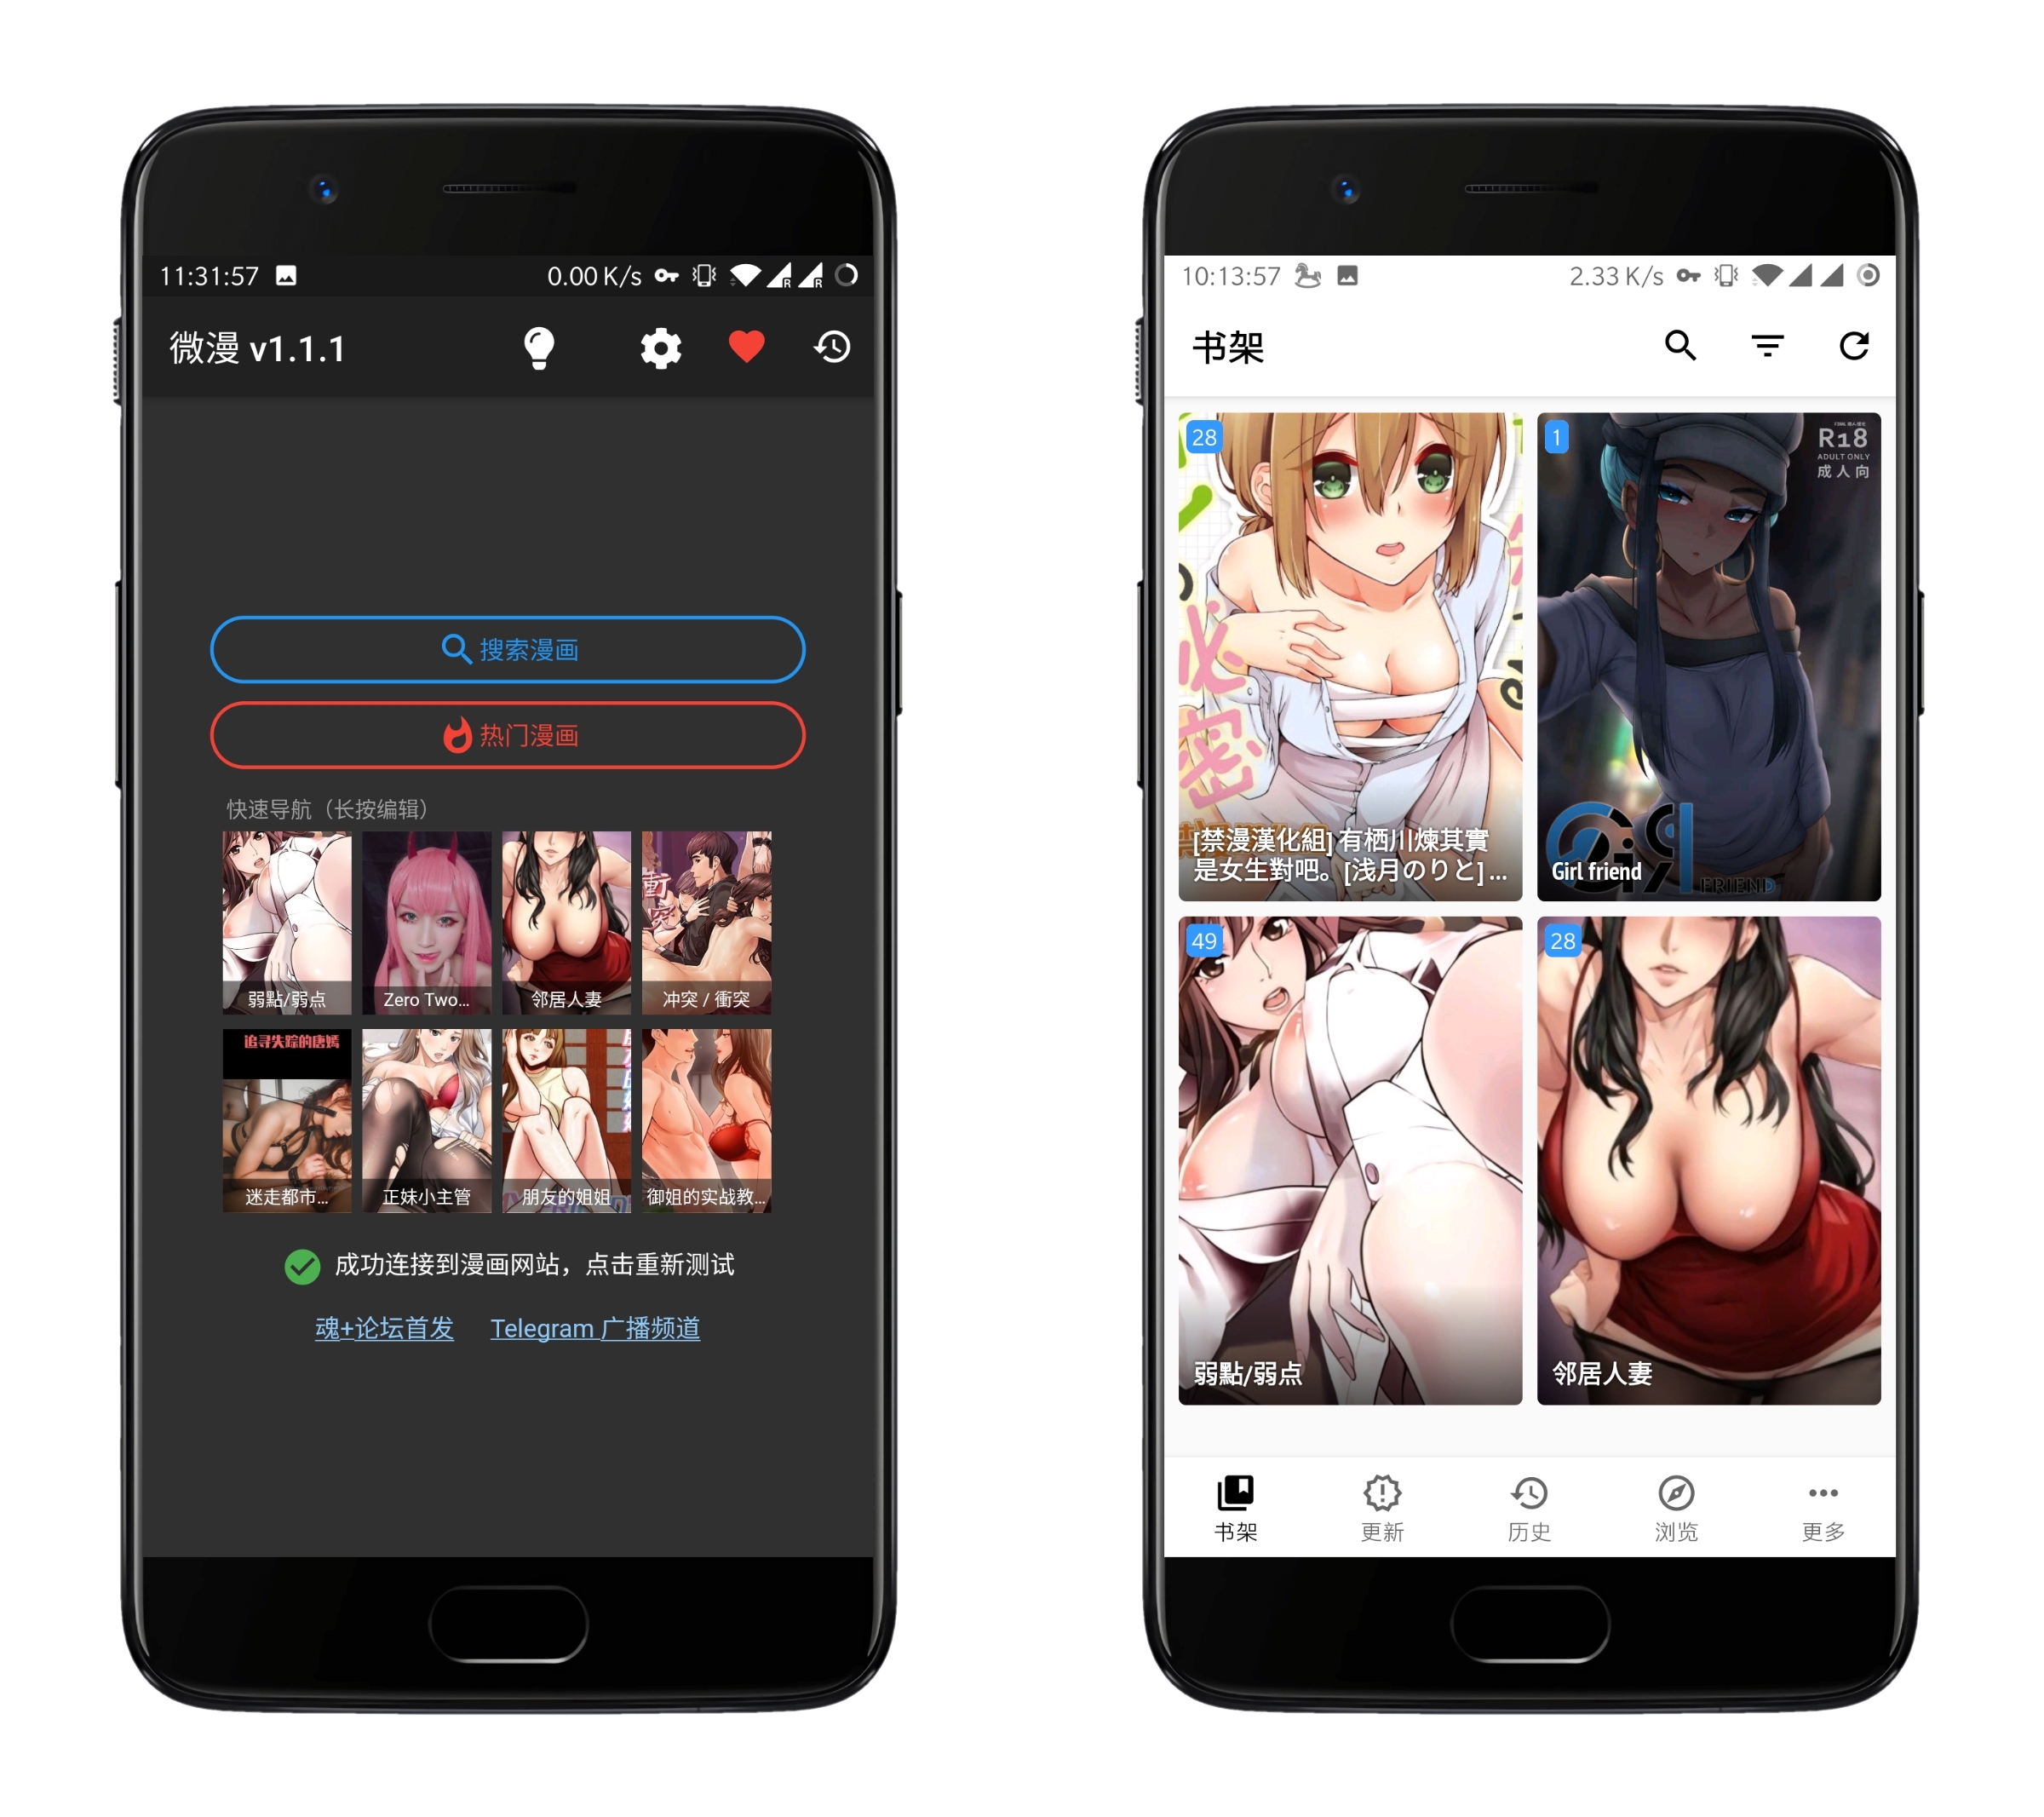 11:31:57
0.00 K/s
R
R
微漫 v1.1.1
搜索漫画
热门漫画
快速导航（长按编辑）
弱點/弱点
Zero Two...
邻居人妻
衝突
冲突 / 衝突
追寻失踪的唐嫣
迷走都市...
正妹小主管
朋友的姐姐
御姐的实战教...
成功连接到漫画网站，点击重新测试
魂+论坛首发
Telegram 广播频道
10:13:57
2.33 K/s
书架
28
秘密
[禁漫漢化組] 有栖川煉其實
是女生對吧。[浅月のりと] ...
1
R18
ADULT ONLY
成人向
Girl friend
GiRl
FRIEND
49
弱點/弱点
28
邻居人妻
书架
更新
历史
浏览
更多